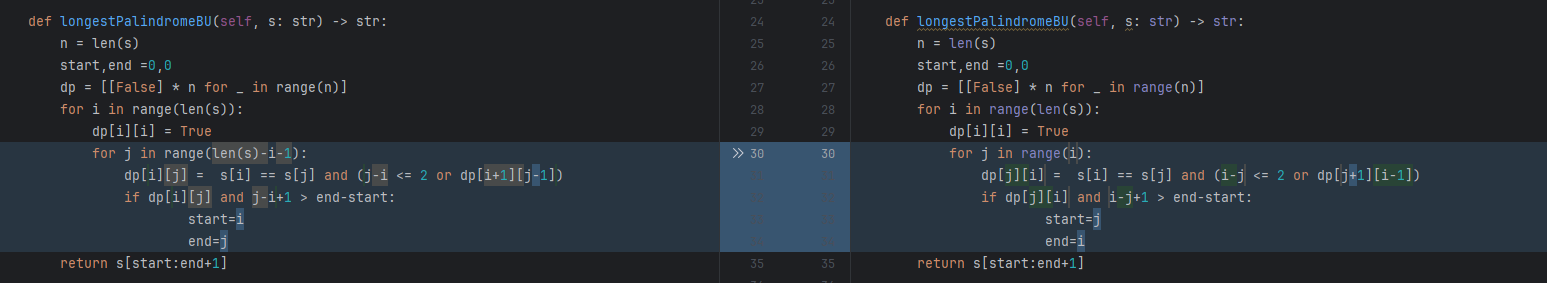 23 23
def longestPalindromeBU(self, s: str) -> str: 24 24 def longestPalindromeBU(self, s: str) -> str:
n = len(s) 25 25 n = len(s)
start,end =0,0 26 26 start,end =0,0
dp = [[False] * n for _ in range(n)] 27 27 dp = [[False] * n for _ in range(n)]
for i in range(len(s)): 28 28 for i in range(len(s)):
dp[i][i] = True 29 29 dp[i][i] = True
for j in range(len(s)-i-1): >> 30 30 for j in range(i):
dp[i][j] = s[i] == s[j] and (j-i <= 2 or dp[i+1][j-1]) dp[j][i] = s[i] == s[j] and (i-j <= 2 or dp[j+1][i-1])
if dp[i][j] and j-i+1 > end-start: if dp[j][i] and i-j+1 > end-start:
start=i start=j
end=j end=i
return s[start:end+1] 35 35 return s[start:end+1]